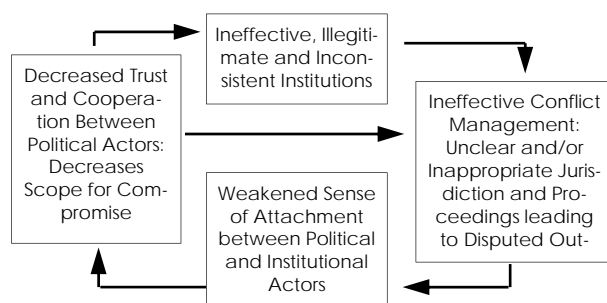 Ineffective, Illegiti-
mate and Incon-
sistent Institutions
Decreased Trust
and Coopera-
tion Between
Political Actors:
Decreases
Scope for Com-
promise
Ineffective Conflict
Management:
Unclear and/or
Inappropriate Juris-
diction and Pro-
ceedings leading
to Disputed Out-
Weakened Sense
of Attachment
between Political
and Institutional
Actors